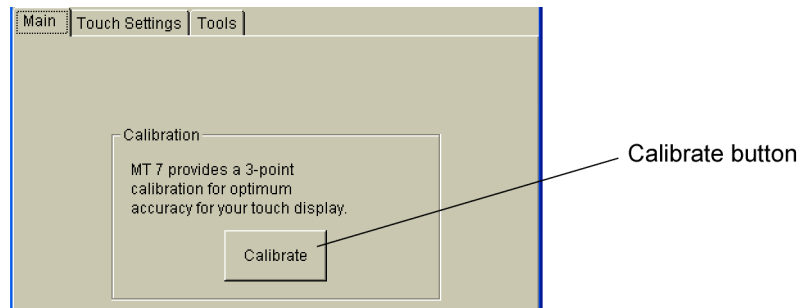 Main Touch Settings Tools
Calibration
MT 7 provides a 3-point
calibration for optimum
accuracy for your touch display.
Calibrate
Calibrate button